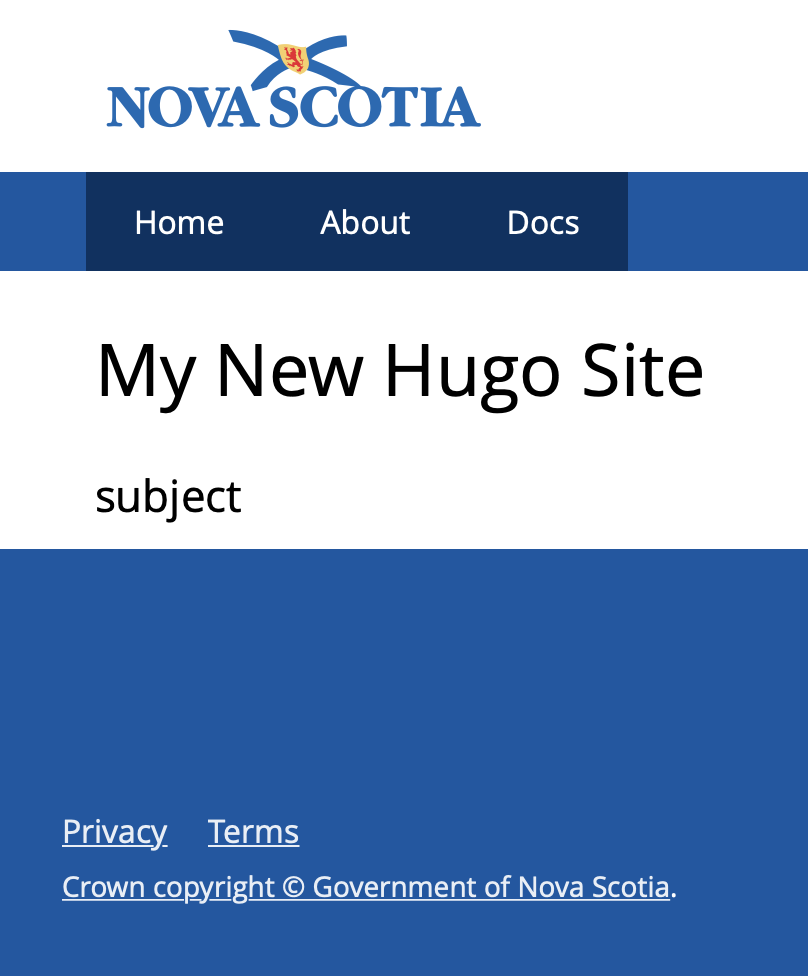 NOVA SCOTIA
Home About Docs
My New Hugo Site
subject
Privacy Terms
Crown copyright © Government of Nova Scotia.